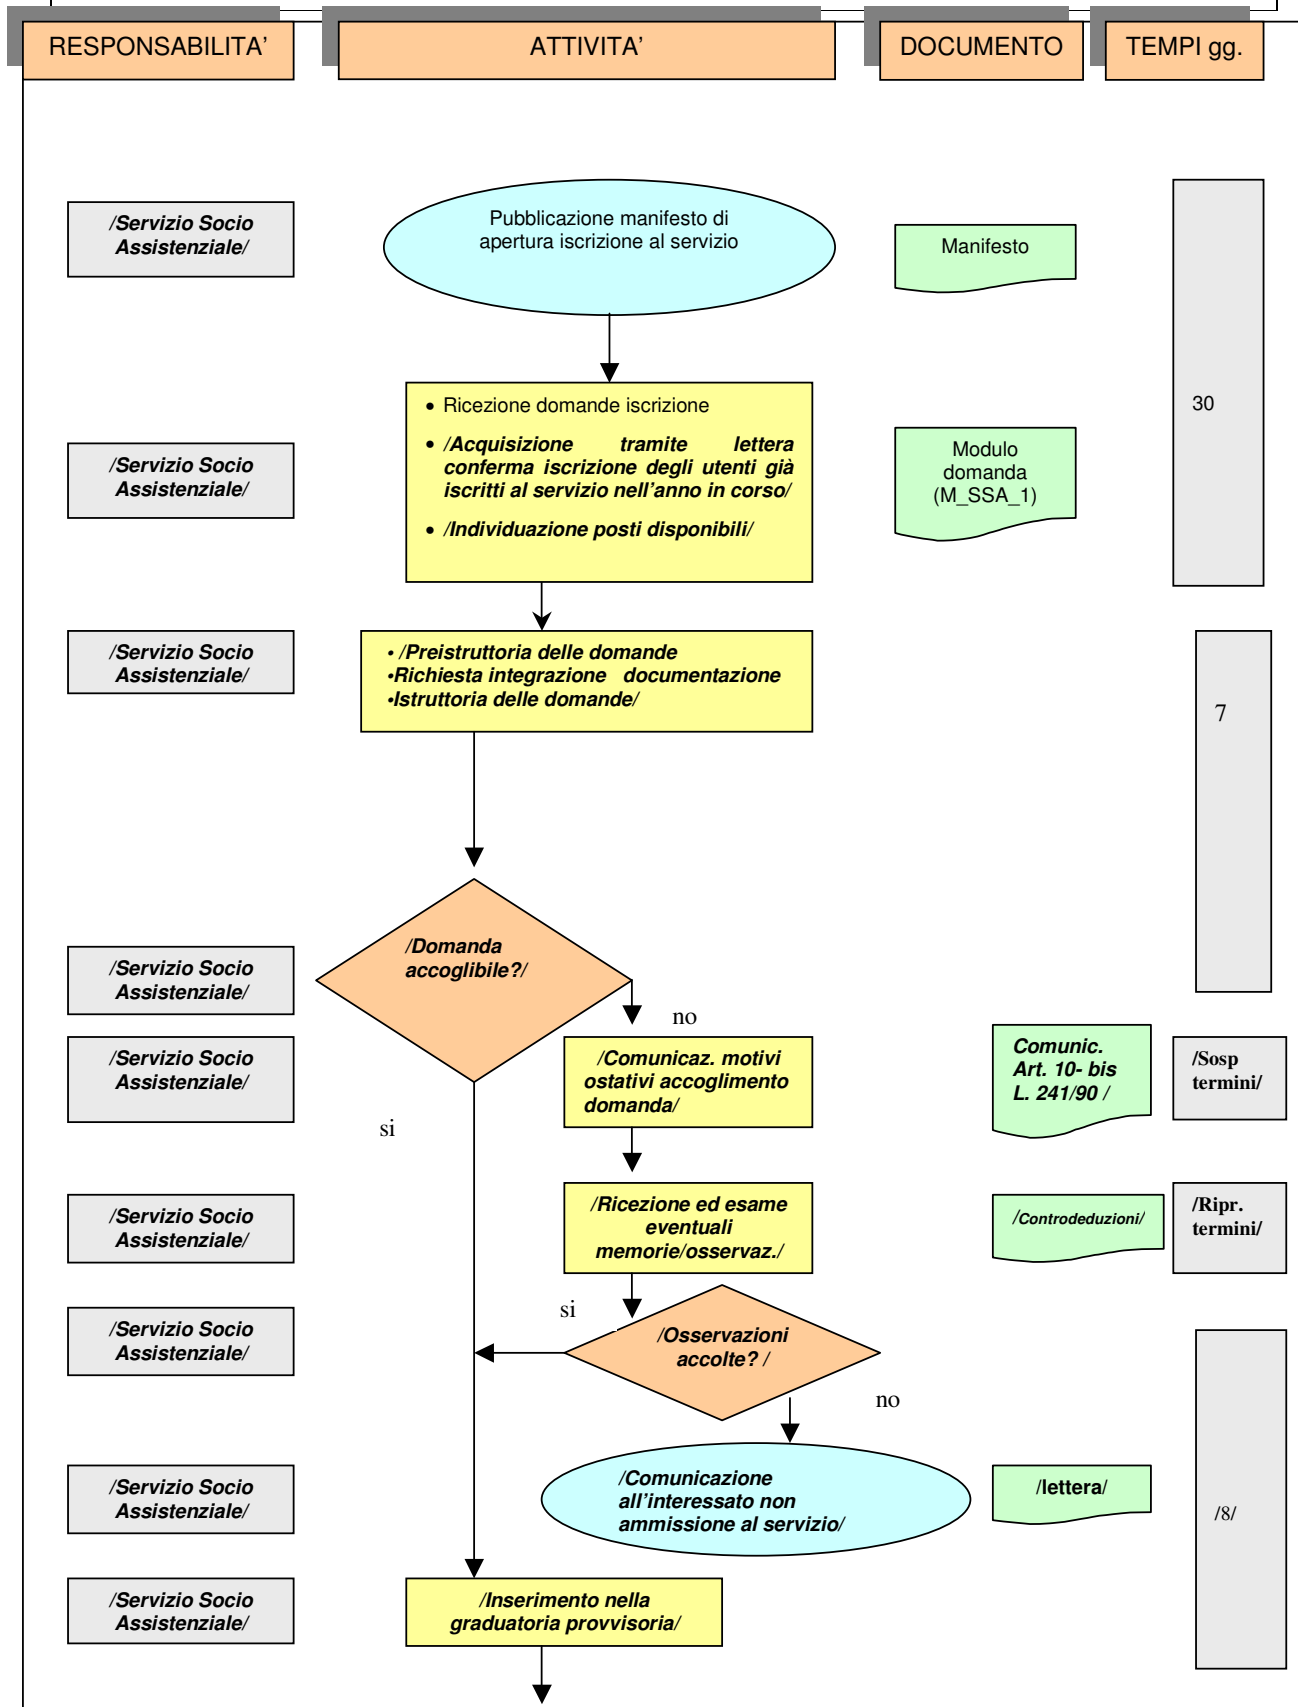 RESPONSABILITA’
ATTIVITA’
DOCUMENTO
TEMPI gg.
/Servizio Socio
Assistenziale/
Pubblicazione manifesto di
apertura iscrizione al servizio
Manifesto
30
/Servizio Socio
Assistenziale/
• Ricezione domande iscrizione
• /Acquisizione tramite lettera
conferma iscrizione degli utenti già
iscritti al servizio nell’anno in corso/
• /Individuazione posti disponibili/
Modulo
domanda
(M_SSA_1)
/Servizio Socio
Assistenziale/
• /Preistruttoria delle domande
•Richiesta integrazione documentazione
•Istruttoria delle domande/
7
/Servizio Socio
Assistenziale/
/Domanda
accoglibile?/
no
si
/Servizio Socio
Assistenziale/
/Comunicaz. motivi
ostativi accoglimento
domanda/
Comunic.
Art. 10- bis
L. 241/90 /
/Sosp
termini/
/Servizio Socio
Assistenziale/
/Ricezione ed esame
eventuali
memorie/osservaz./
/Controdeduzioni/
/Ripr.
termini/
/Servizio Socio
Assistenziale/
si
/Osservazioni
accolte? /
no
/Servizio Socio
Assistenziale/
/Comunicazione
all’interessato non
ammissione al servizio/
/lettera/
/8/
/Servizio Socio
Assistenziale/
/Inserimento nella
graduatoria provvisoria/